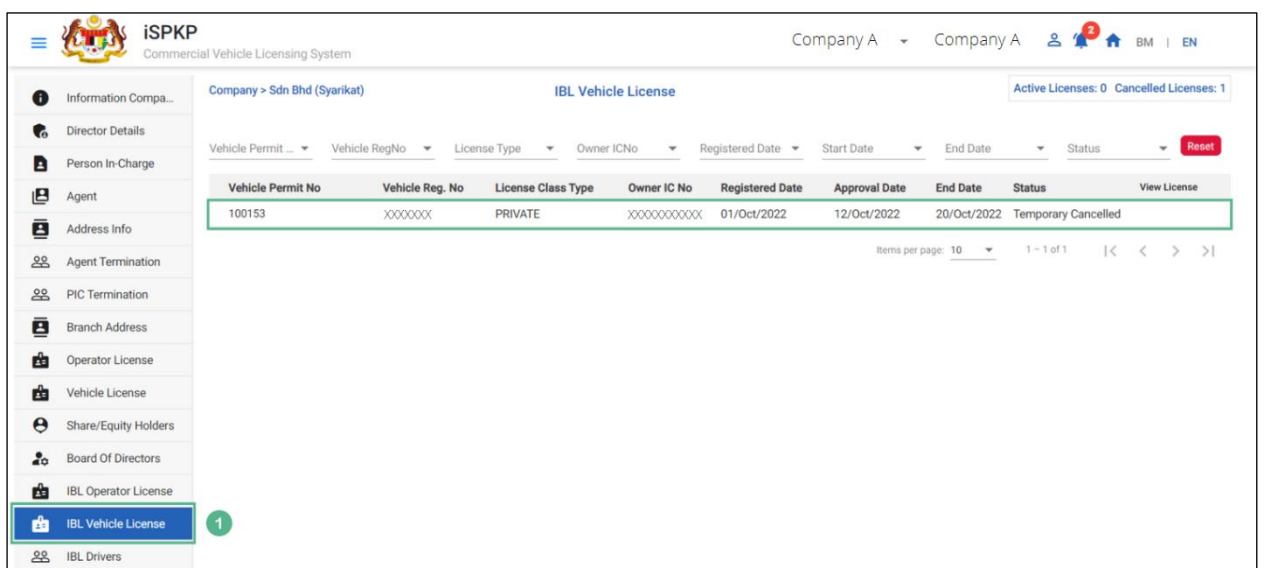 iSPKP
Commercial Vehicle Licensing System
Company A Company A 2 BM | EN
Information Compa...
Director Details
Person In-Charge
Agent
Address Info
Agent Termination
PIC Termination
Branch Address
Operator License
Vehicle License
Share/Equity Holders
Board Of Directors
IBL Operator License
IBL Vehicle License 1
IBL Drivers
Company > Sdn Bhd (Syarikat) IBL Vehicle License Active Licenses: 0 Cancelled Licenses: 1
Vehicle Permit ... Vehicle RegNo License Type Owner ICNo Registered Date Start Date End Date Status Reset
Vehicle Permit No Vehicle Reg. No License Class Type Owner IC No Registered Date Approval Date End Date Status View License
100153 XXXXXXX PRIVATE XXXXXXXXXXX 01/Oct/2022 12/Oct/2022 20/Oct/2022 Temporary Cancelled
Items per page: 10 1 – 1 of 1 |< < > >|